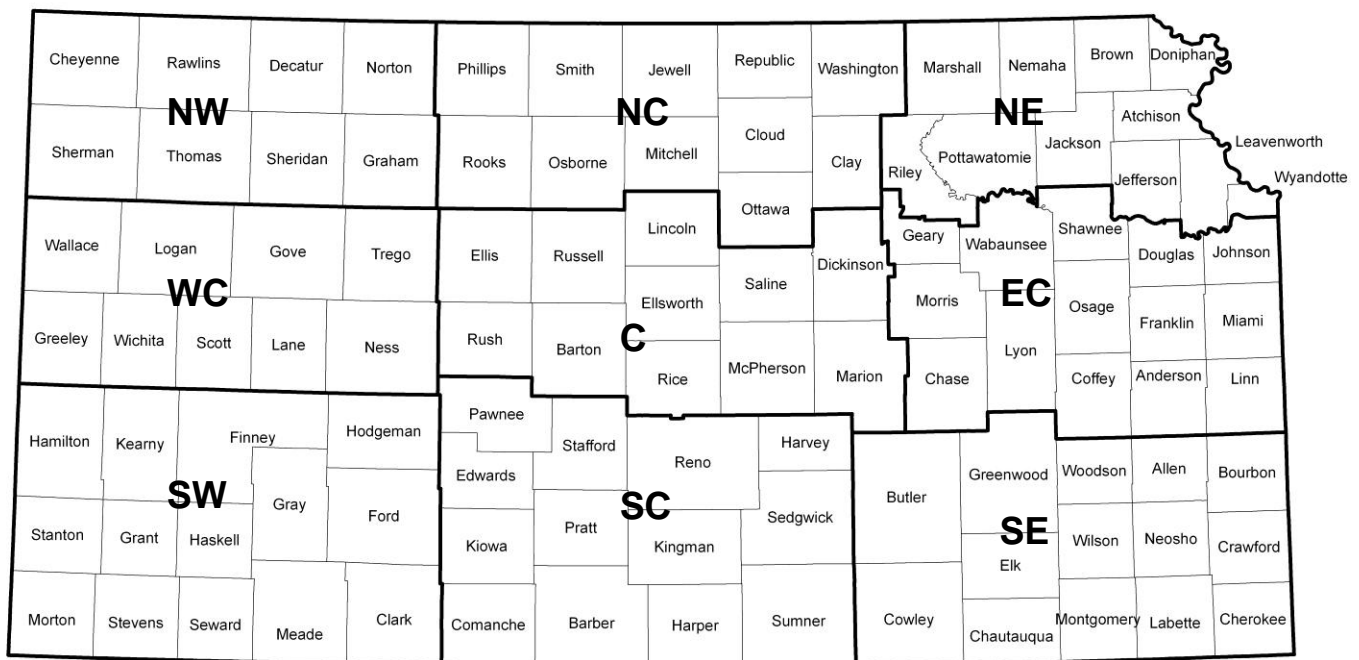 Cheyenne Rawlins Decatur Norton Phillips Smith Jewell Republic Washington Marshall Nemaha Brown Doniphan
NW NC NE
Sherman Thomas Sheridan Graham Rooks Osborne Mitchell Cloud Clay Riley Pottawatomie Jackson Atchison Leavenworth
Jefferson Wyandotte
Ottawa
Wallace Logan Gove Trego Ellis Russell Lincoln Saline Dickinson Geary Wabaunsee Shawnee Douglas Johnson
WC C EC
Greeley Wichita Scott Lane Ness Rush Barton Ellsworth Morris Osage Franklin Miami
Rice McPherson Marion Chase Lyon Coffey Anderson Linn
Hamilton Kearny Finney Hodgeman Pawnee Stafford Reno Harvey Butler Greenwood Woodson Allen Bourbon
Edwards
SW SC SE
Stanton Grant Haskell Gray Ford Kiowa Pratt Kingman Sedgwick Elk Wilson Neosho Crawford
Morton Stevens Seward Meade Clark Comanche Barber Harper Sumner Cowley Chautauqua Montgomery Labette Cherokee